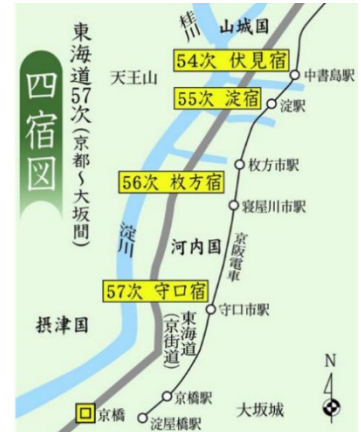 四宿図
東海道57次(京都～大坂間)
桂川
山城国
54次 伏見宿
中書島駅
天王山
55次 淀宿
淀駅
枚方市駅
56次 枚方宿
寝屋川市駅
淀川
河内国
京阪電車
57次 守口宿
守口市駅
東海道
(京街道)
摂津国
N
京橋駅
京橋
淀屋橋駅
大坂城